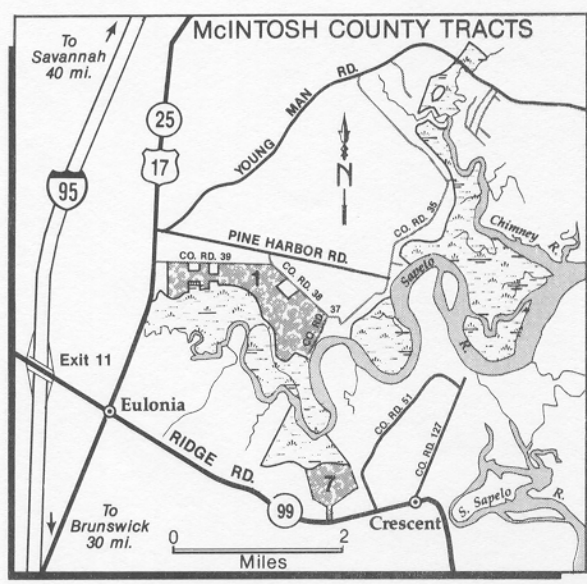 McINTOSH COUNTY TRACTS
To
Savannah
40 mi.
25
17
95
YOUNG MAN RD.
N
CO. RD. 35
Chimney R.
PINE HARBOR RD.
CO. RD. 39
1
CO. RD. 38
CO. RD. 37
Sapelo R.
Exit 11
Eulonia
RIDGE RD.
CO. RD. 51
CO. RD. 127
7
99
Crescent
S. Sapelo R.
To
Brunswick
30 mi.
0 2
Miles